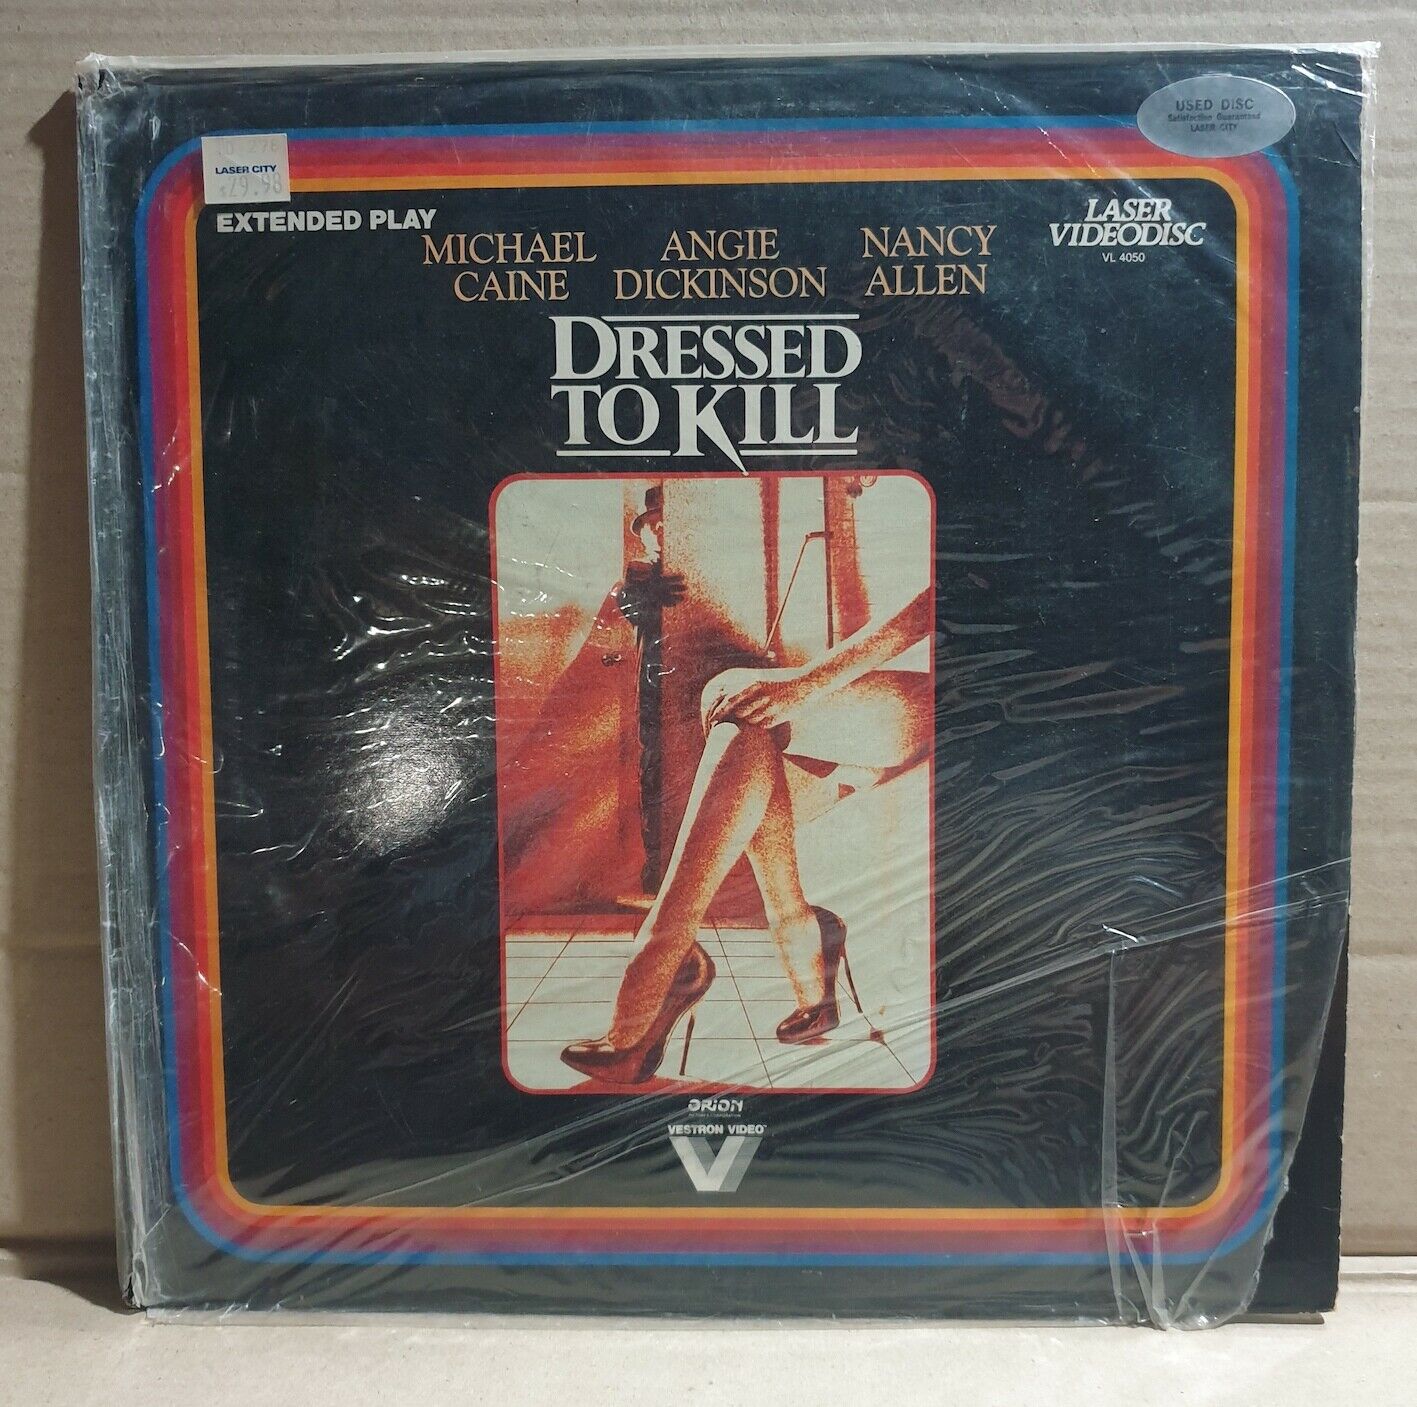 USED DISC
Satisfaction Guaranteed
LASER CITY
LASER CITY
29.98
EXTENDED PLAY
LASER
VIDEODISC
VL 4050
MICHAEL CAINE
ANGIE DICKINSON
NANCY ALLEN
DRESSED
TO KILL
ORION
VESTRON VIDEO
V